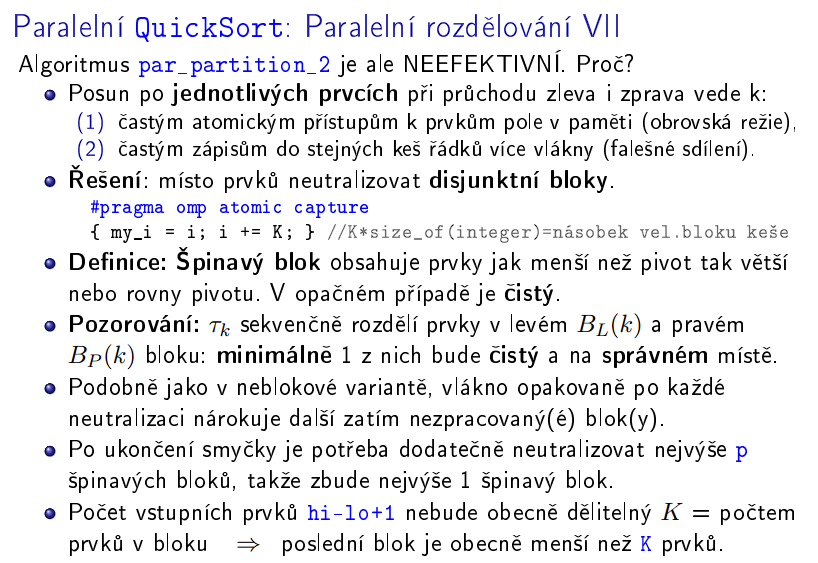 Paralelní QuickSort: Paralelní rozdělování VII
Algoritmus par_partition_2 je ale NEEFEKTIVNÍ. Proč?
Posun po jednotlivých prvcích při průchodu zleva i zprava vede k:
(1) častým atomickým přístupům k prvkům pole v paměti (obrovská režie),
(2) častým zápisům do stejných keš řádků více vlákny (falešné sdílení).
Řešení: místo prvků neutralizovat disjunktní bloky.
#pragma omp atomic capture
{ my_i = i; i += K; } //K*size_of(integer)=násobek vel.bloku keše
Definice: Špinavý blok obsahuje prvky jak menší než pivot tak větší
nebo rovny pivotu. V opačném případě je čistý.
Pozorování: τ_k sekvenčně rozdělí prvky v levém B_L(k) a pravém
B_P(k) bloku: minimálně 1 z nich bude čistý a na správném místě.
Podobně jako v neblokové variantě, vlákno opakovaně po každé
neutralizaci nárokuje další zatím nezpracovaný(é) blok(y).
Po ukončení smyčky je potřeba dodatečně neutralizovat nejvýše p
špinavých bloků, takže zbude nejvýše 1 špinavý blok.
Počet vstupních prvků hi-lo+1 nebude obecně dělitelný K = počtem
prvků v bloku ⇒ poslední blok je obecně menší než K prvků.